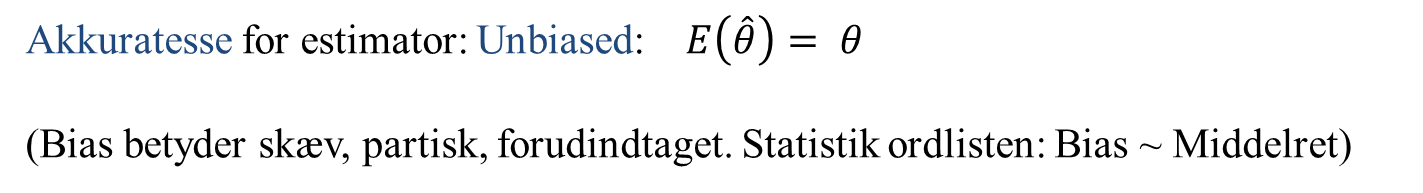 Akkuratesse for estimator: Unbiased: E(θ̂) = θ
(Bias betyder skæv, partisk, forudindtaget. Statistik ordlisten: Bias ~ Middelret)